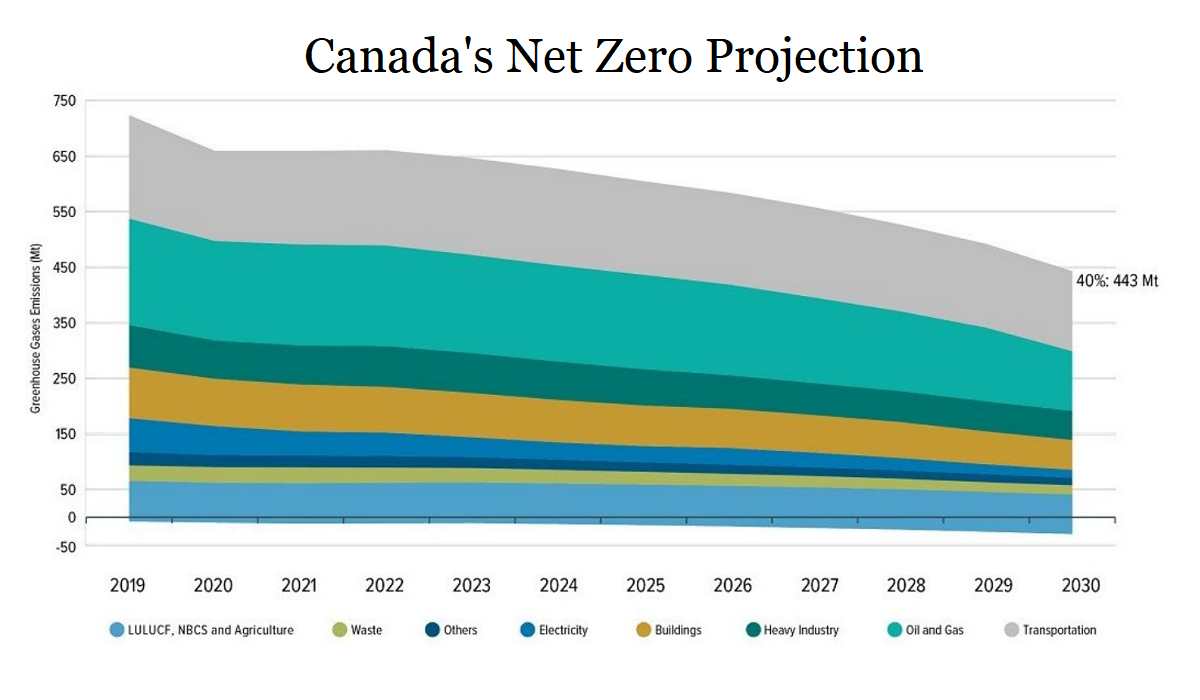 Canada's Net Zero Projection
Greenhouse Gases Emissions (Mt)
750
650
550
450
350
250
150
50
0
-50
40%: 443 Mt
2019 2020 2021 2022 2023 2024 2025 2026 2027 2028 2029 2030
LULUCF, NBCS and Agriculture Waste Others Electricity Buildings Heavy Industry Oil and Gas Transportation